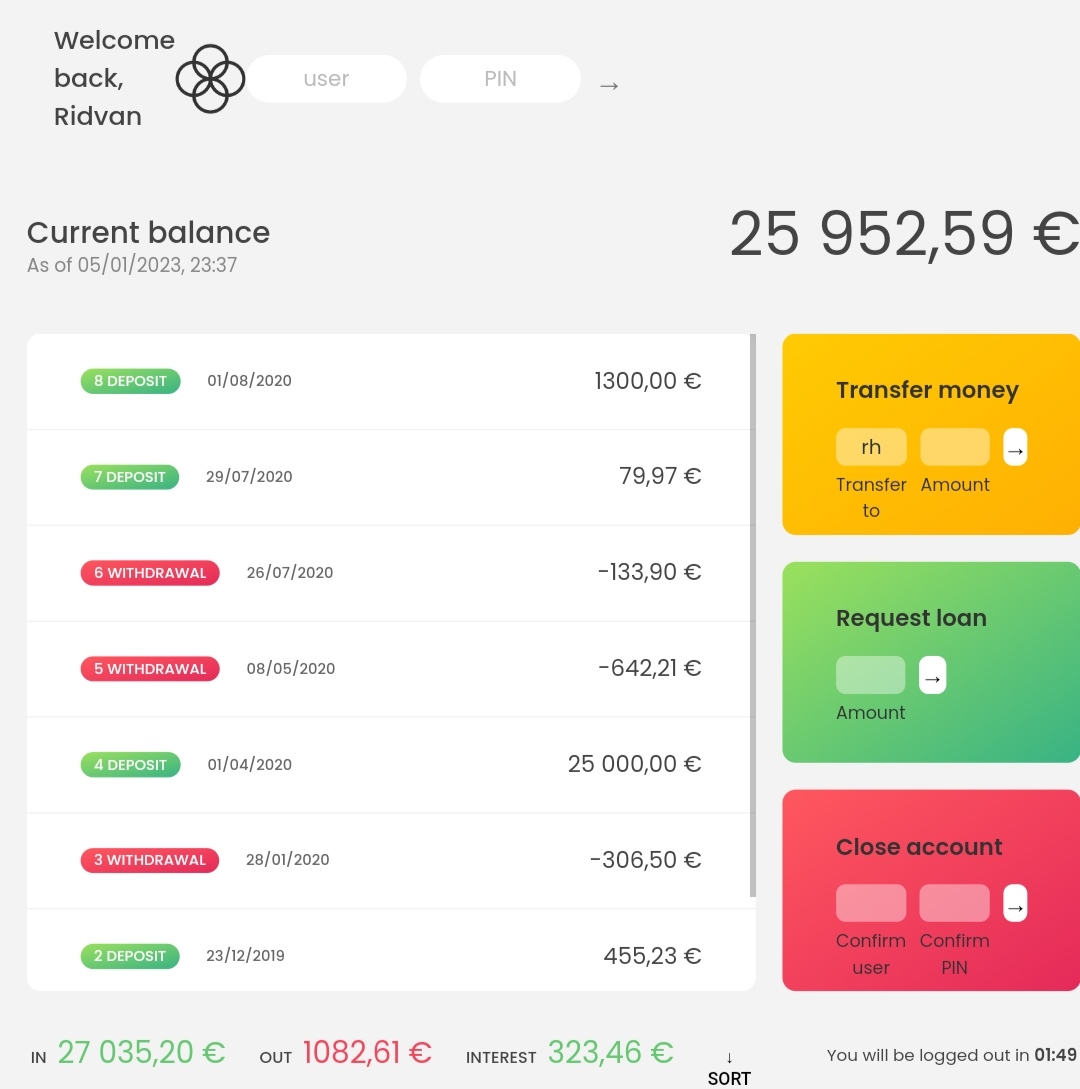 Welcome
back,
Ridvan
user
PIN
→
Current balance
25 952,59 €
As of 05/01/2023, 23:37
8 DEPOSIT 01/08/2020 1300,00 €
7 DEPOSIT 29/07/2020 79,97 €
6 WITHDRAWAL 26/07/2020 -133,90 €
5 WITHDRAWAL 08/05/2020 -642,21 €
4 DEPOSIT 01/04/2020 25 000,00 €
3 WITHDRAWAL 28/01/2020 -306,50 €
2 DEPOSIT 23/12/2019 455,23 €
Transfer money
rh →
Transfer Amount
to
Request loan
→
Amount
Close account
→
Confirm Confirm
user PIN
IN 27 035,20 € OUT 1082,61 € INTEREST 323,46 € ↓
SORT
You will be logged out in 01:49